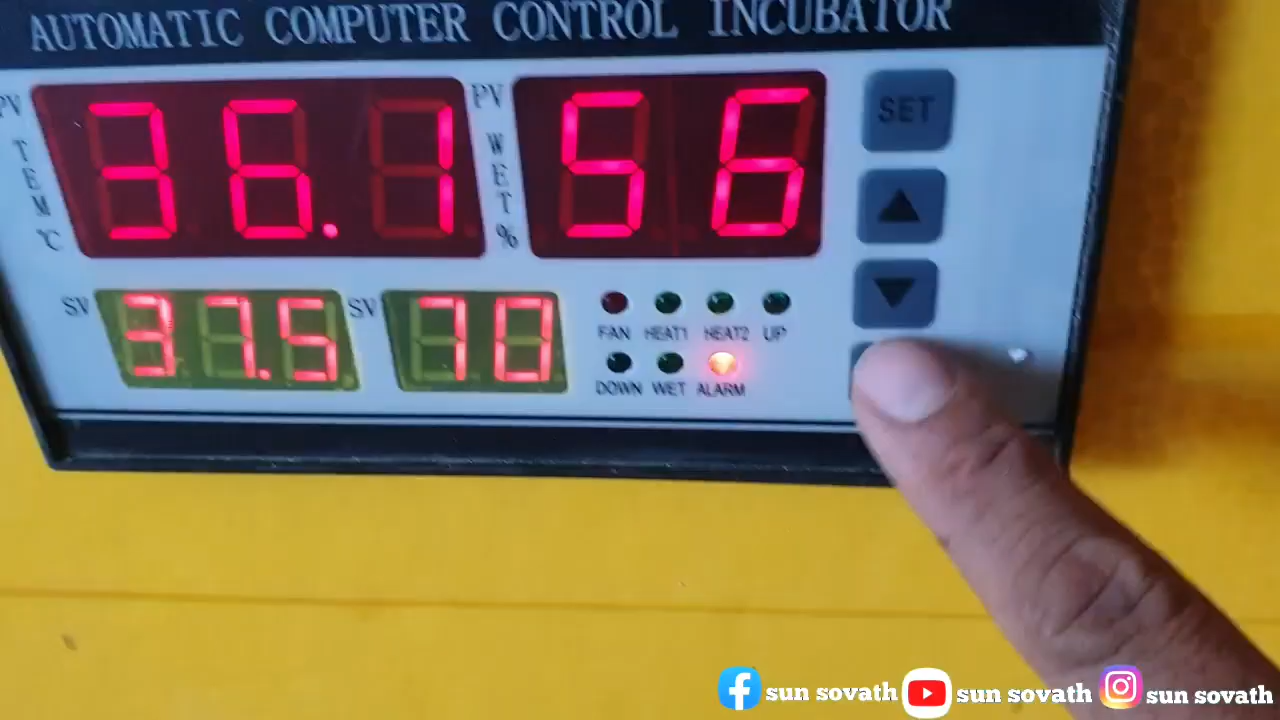 AUTOMATIC COMPUTER CONTROL INCUBATOR
PV TEM ℃ 36.1
PV WET % 56
SET
SV 37.5 SV 70
FAN HEAT1 HEAT2 UP
DOWN WET ALARM
sun sovath sun sovath sun sovath